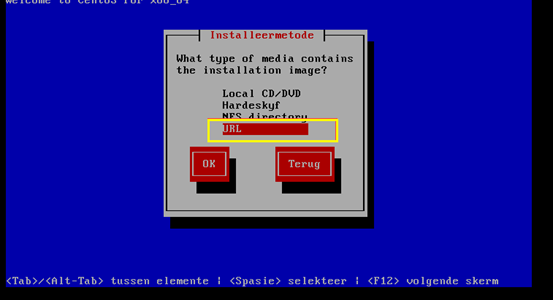 Welcome to CentOS for x86_64
Installeermetode
What type of media contains
the installation image?
Local CD/DVD
Hardeskyf
NFS directory
URL
OK
Terug
<Tab>/<Alt-Tab> tussen elemente | <Spasie> selekteer | <F12> volgende skerm